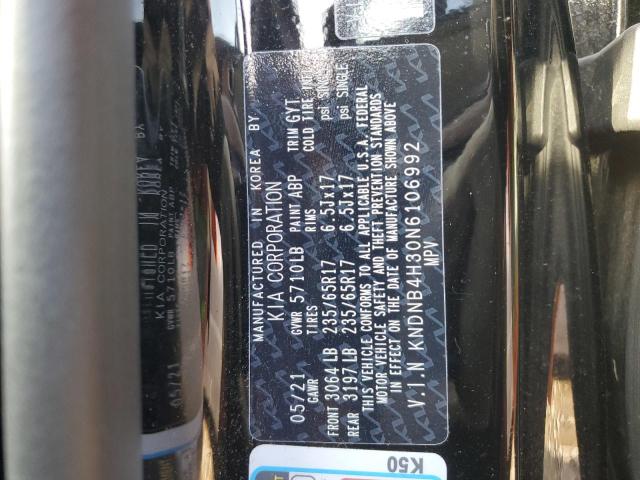 MANUFACTURED IN KOREA BY
KIA CORPORATION
05/21 GVWR 5710LB PAINT ABP TRIM GYT
GAWR TIRES RIMS COLD TIRE
FRONT 3064 LB 235/65R17 6.5Jx17 psi SINGLE
REAR 3197 LB 235/65R17 6.5Jx17 psi SINGLE
THIS VEHICLE CONFORMS TO ALL APPLICABLE U.S.A. FEDERAL
MOTOR VEHICLE SAFETY AND THEFT PREVENTION STANDARDS
IN EFFECT ON THE DATE OF MANUFACTURE SHOWN ABOVE
V.I.N KNDNB4H30N6106992
MPV
K50